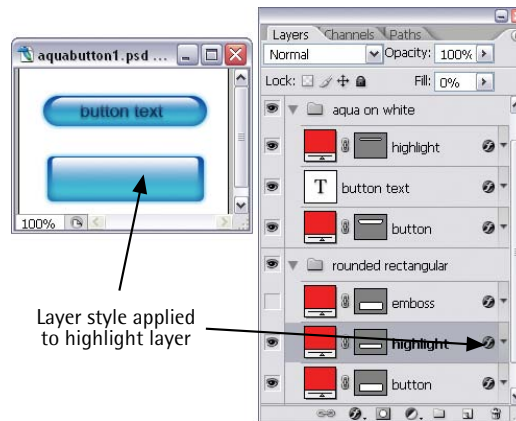 Layers Channels Paths
Normal Opacity: 100%
Lock: Fill: 0%
aquabutton1.psd ...
button text
100%
aqua on white
highlight
T button text
button
rounded rectangular
emboss
highlight
button
Layer style applied
to highlight layer